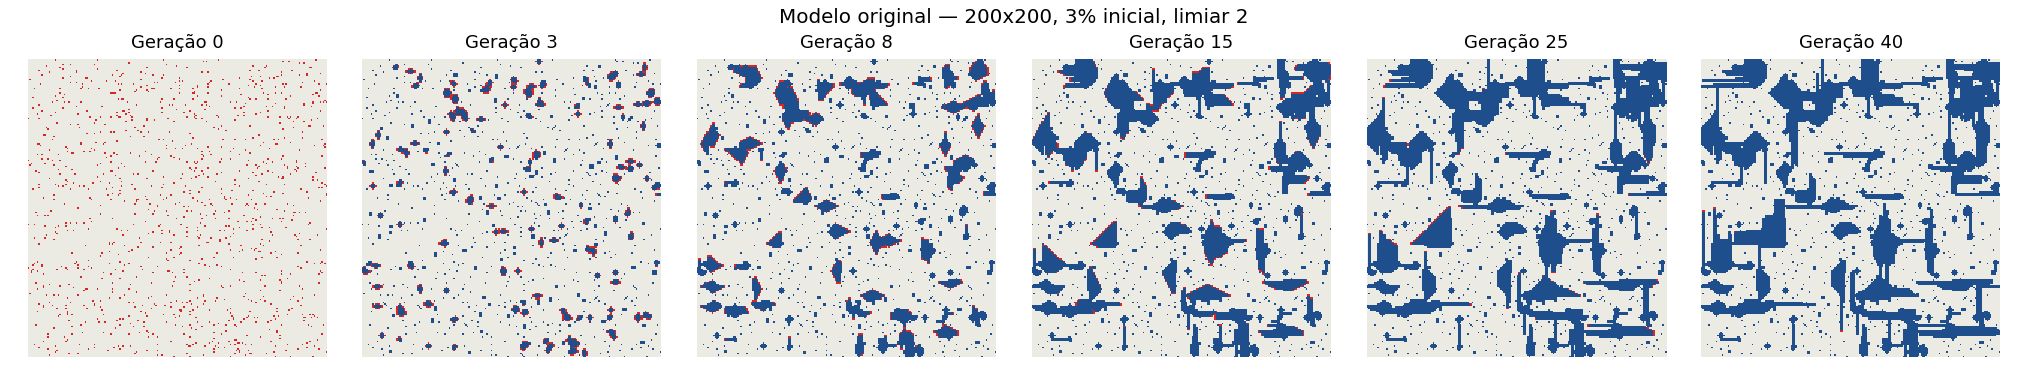 Modelo original — 200x200, 3% inicial, limiar 2
Geração 0
Geração 3
Geração 8
Geração 15
Geração 25
Geração 40